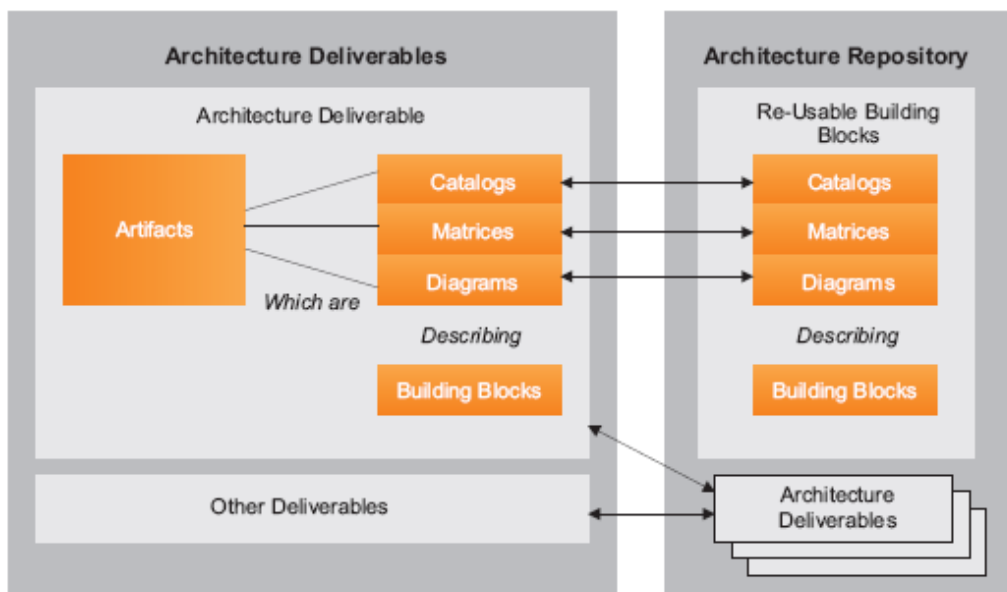 Architecture Deliverables
Architecture Deliverable
Artifacts
Which are
Catalogs
Matrices
Diagrams
Describing
Building Blocks
Other Deliverables
Architecture Repository
Re-Usable Building
Blocks
Catalogs
Matrices
Diagrams
Describing
Building Blocks
Architecture
Deliverables